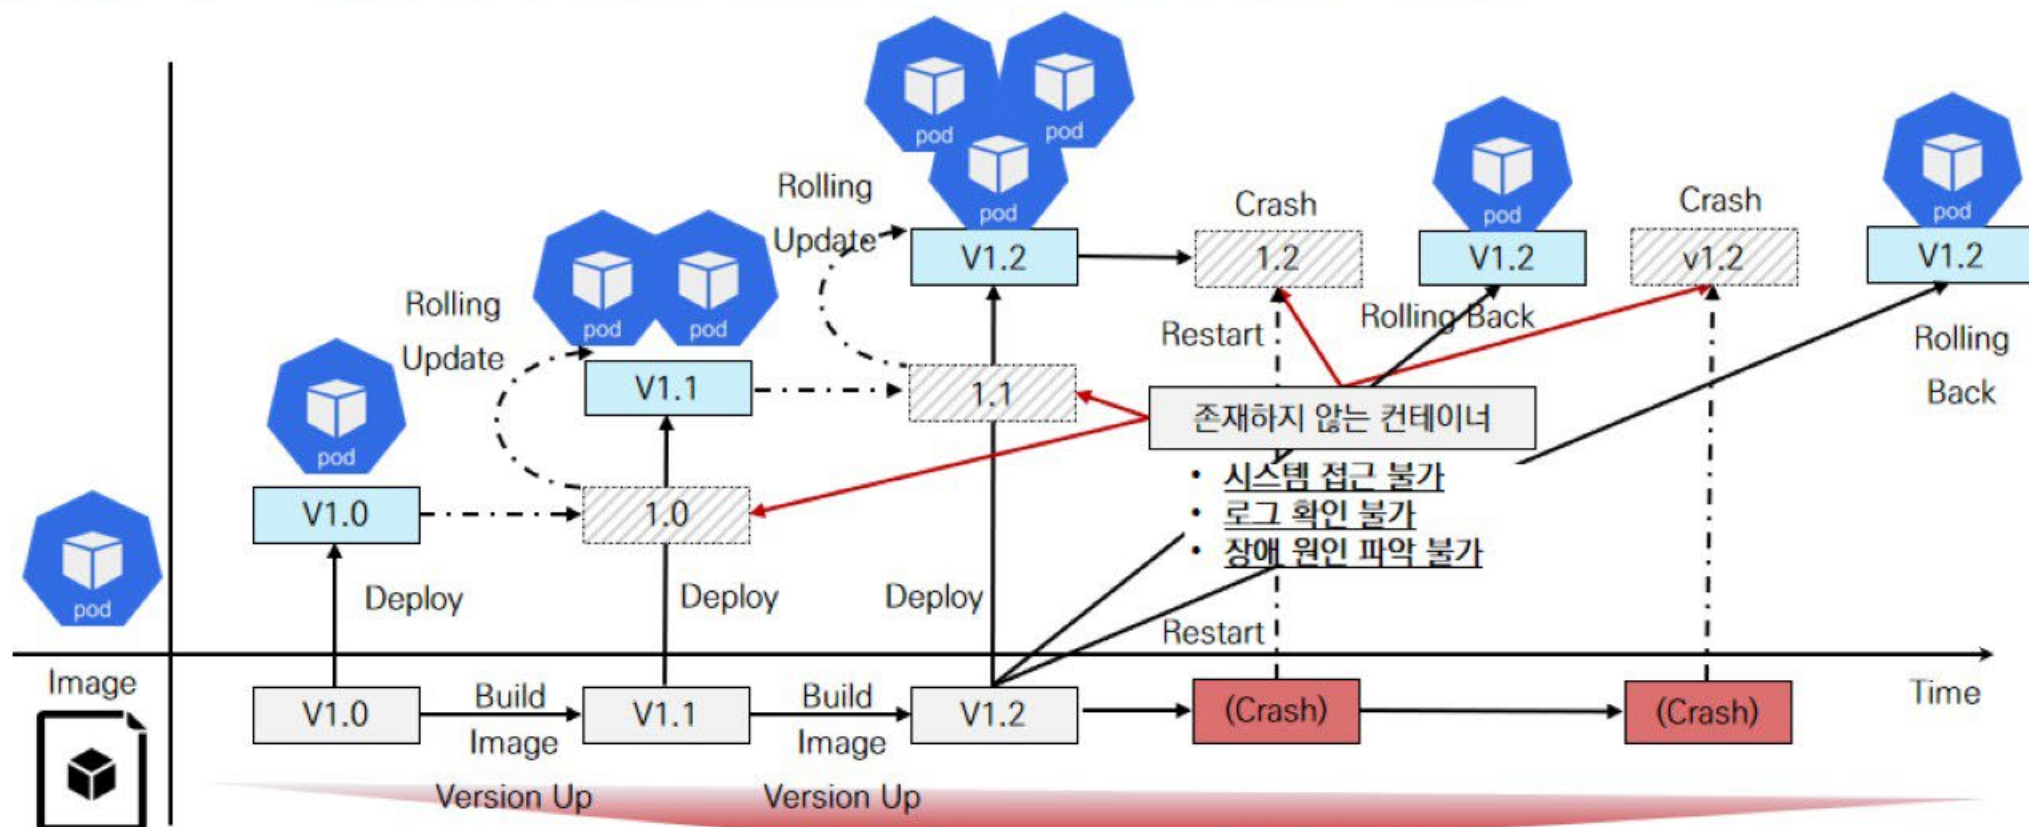 pod
pod
Rolling
pod
pod
Crash
Crash
pod
Update
V1.2
1.2
V1.2
v1.2
V1.2
Rolling
pod
pod
Restart
Rolling Back
Rolling
Update
Back
V1.1
1.1
존재하지 않는 컨테이너
pod
• 시스템 접근 불가
V1.0
1.0
• 로그 확인 불가
• 장애 원인 파악 불가
pod
Deploy
Deploy
Deploy
Restart
Image
V1.0
Build
Image
V1.1
Build
Image
V1.2
(Crash)
(Crash)
Time
Version Up
Version Up